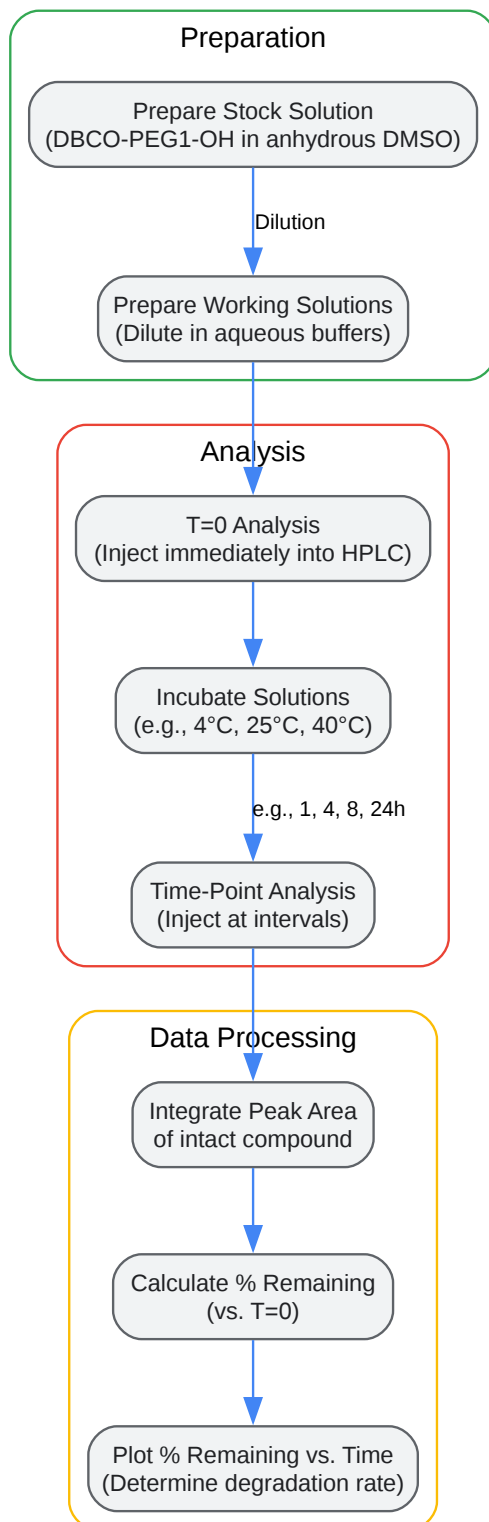 Preparation
Prepare Stock Solution
(DBCO-PEG1-OH in anhydrous DMSO)
Dilution
Prepare Working Solutions
(Dilute in aqueous buffers)
Analysis
T=0 Analysis
(Inject immediately into HPLC)
Incubate Solutions
(e.g., 4°C, 25°C, 40°C)
e.g., 1, 4, 8, 24h
Time-Point Analysis
(Inject at intervals)
Data Processing
Integrate Peak Area
of intact compound
Calculate % Remaining
(vs. T=0)
Plot % Remaining vs. Time
(Determine degradation rate)